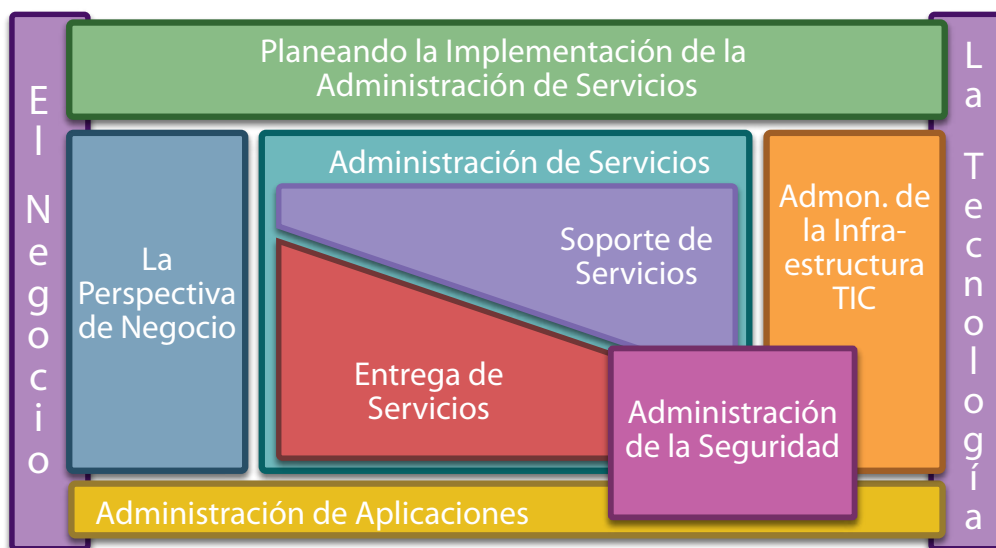 El Negocio
Planeando la Implementación de la
Administración de Servicios
La Tecnología
La
Perspectiva
de Negocio
Administración de Servicios
Soporte de
Servicios
Entrega de
Servicios
Admon. de
la Infra-
estructura
TIC
Administración
de la Seguridad
Administración de Aplicaciones